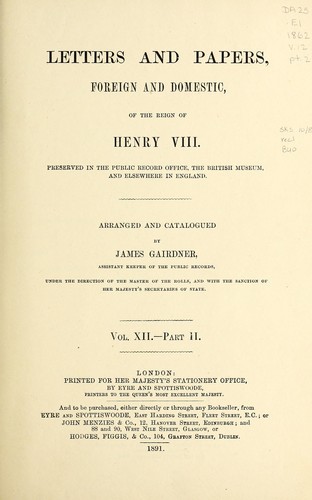 DA25
E1
1862
V.12
pt.2
LETTERS AND PAPERS,
FOREIGN AND DOMESTIC,
OF THE REIGN OF
HENRY VIII.
PRESERVED IN THE PUBLIC RECORD OFFICE, THE BRITISH MUSEUM,
AND ELSEWHERE IN ENGLAND.
ARRANGED AND CATALOGUED
BY
JAMES GAIRDNER,
ASSISTANT KEEPER OF THE PUBLIC RECORDS,
UNDER THE DIRECTION OF THE MASTER OF THE ROLLS, AND WITH THE SANCTION OF
HER MAJESTY'S SECRETARIES OF STATE.
VOL. XII.—PART II.
LONDON:
PRINTED FOR HER MAJESTY'S STATIONERY OFFICE,
BY EYRE AND SPOTTISWOODE,
PRINTERS TO THE QUEEN'S MOST EXCELLENT MAJESTY.
And to be purchased, either directly or through any Bookseller, from
EYRE AND SPOTTISWOODE, EAST HARDING STREET, FLEET STREET, E.C.; or
JOHN MENZIES & Co., 12, HANOVER STREET, EDINBURGH; and
88 and 90, WEST NILE STREET, GLASGOW, or
HODGES, FIGGIS, & Co., 104, GRAFTON STREET, DUBLIN.
1891.